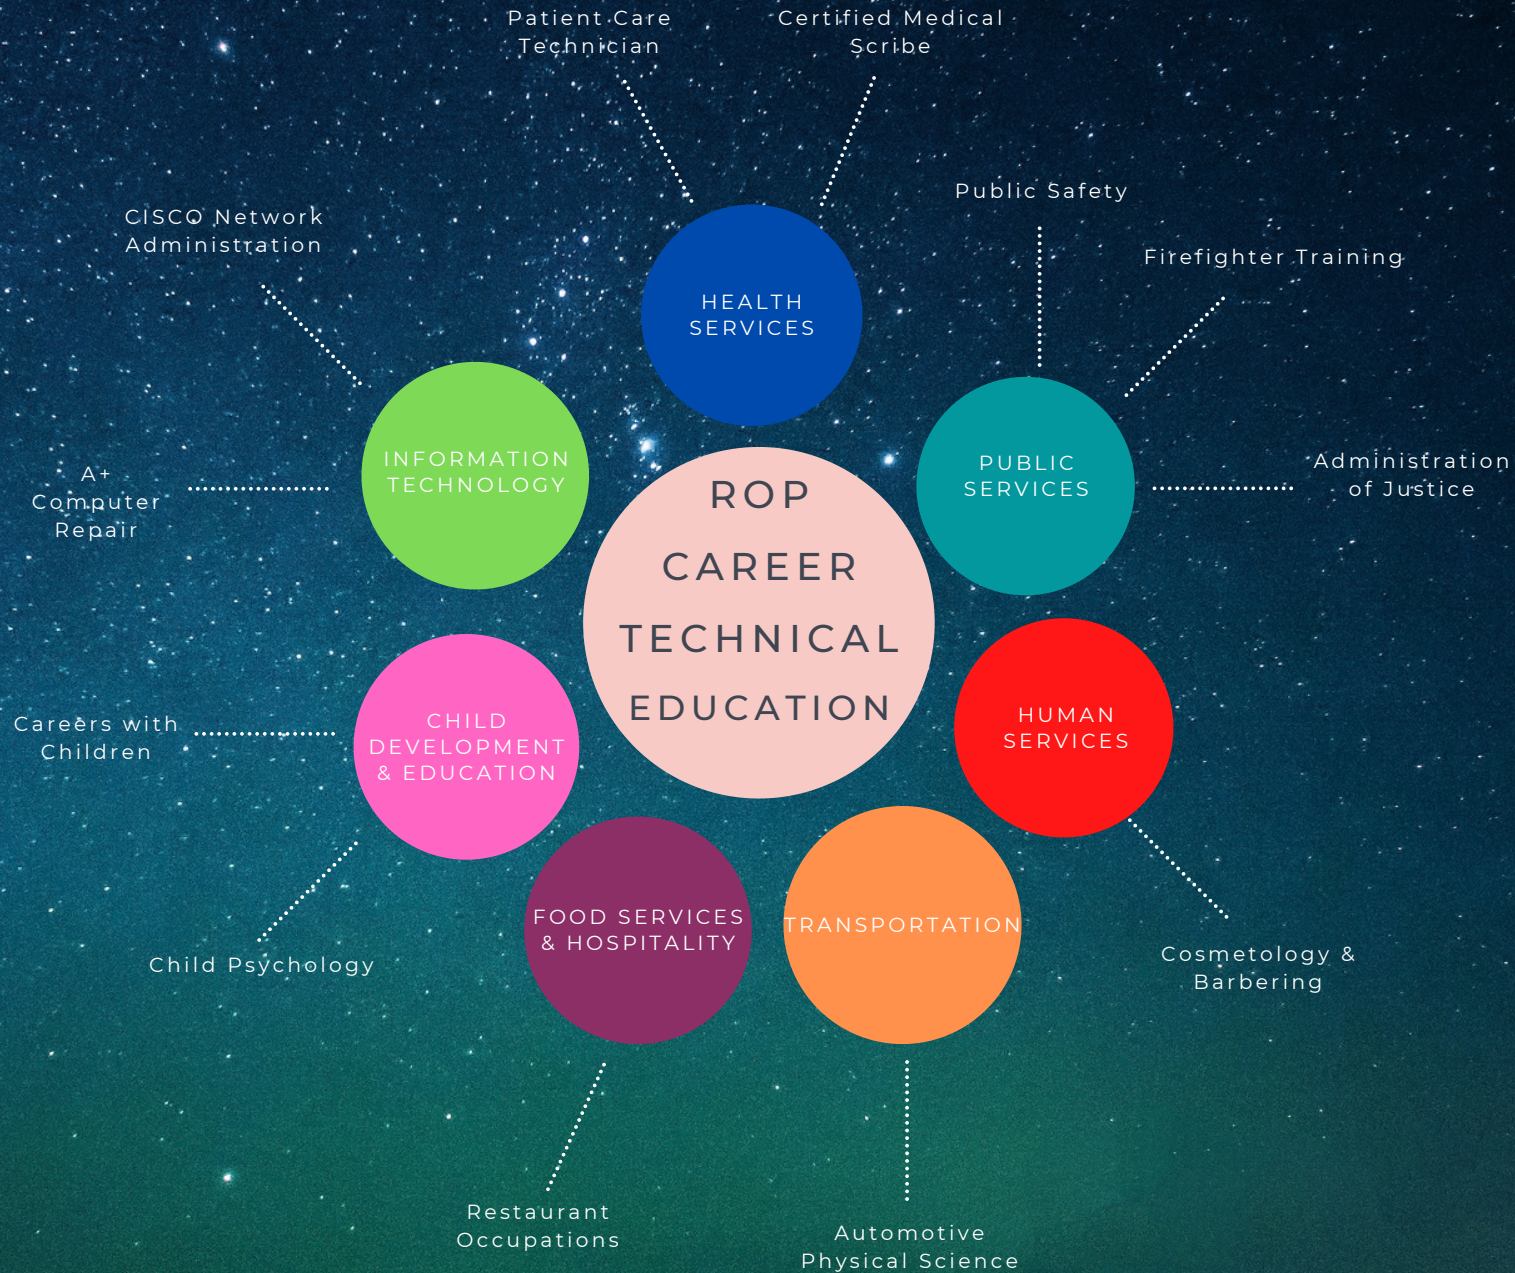 Patient Care
Technician
Certified Medical
Scribe
Public Safety
CISCO Network
Administration
Firefighter Training
HEALTH
SERVICES
INFORMATION
TECHNOLOGY
A+
Computer
Repair
PUBLIC
SERVICES
Administration
of Justice
ROP
CAREER
TECHNICAL
EDUCATION
Careers with
Children
CHILD
DEVELOPMENT
& EDUCATION
HUMAN
SERVICES
Child Psychology
FOOD SERVICES
& HOSPITALITY
TRANSPORTATION
Cosmetology &
Barbering
Restaurant
Occupations
Automotive
Physical Science